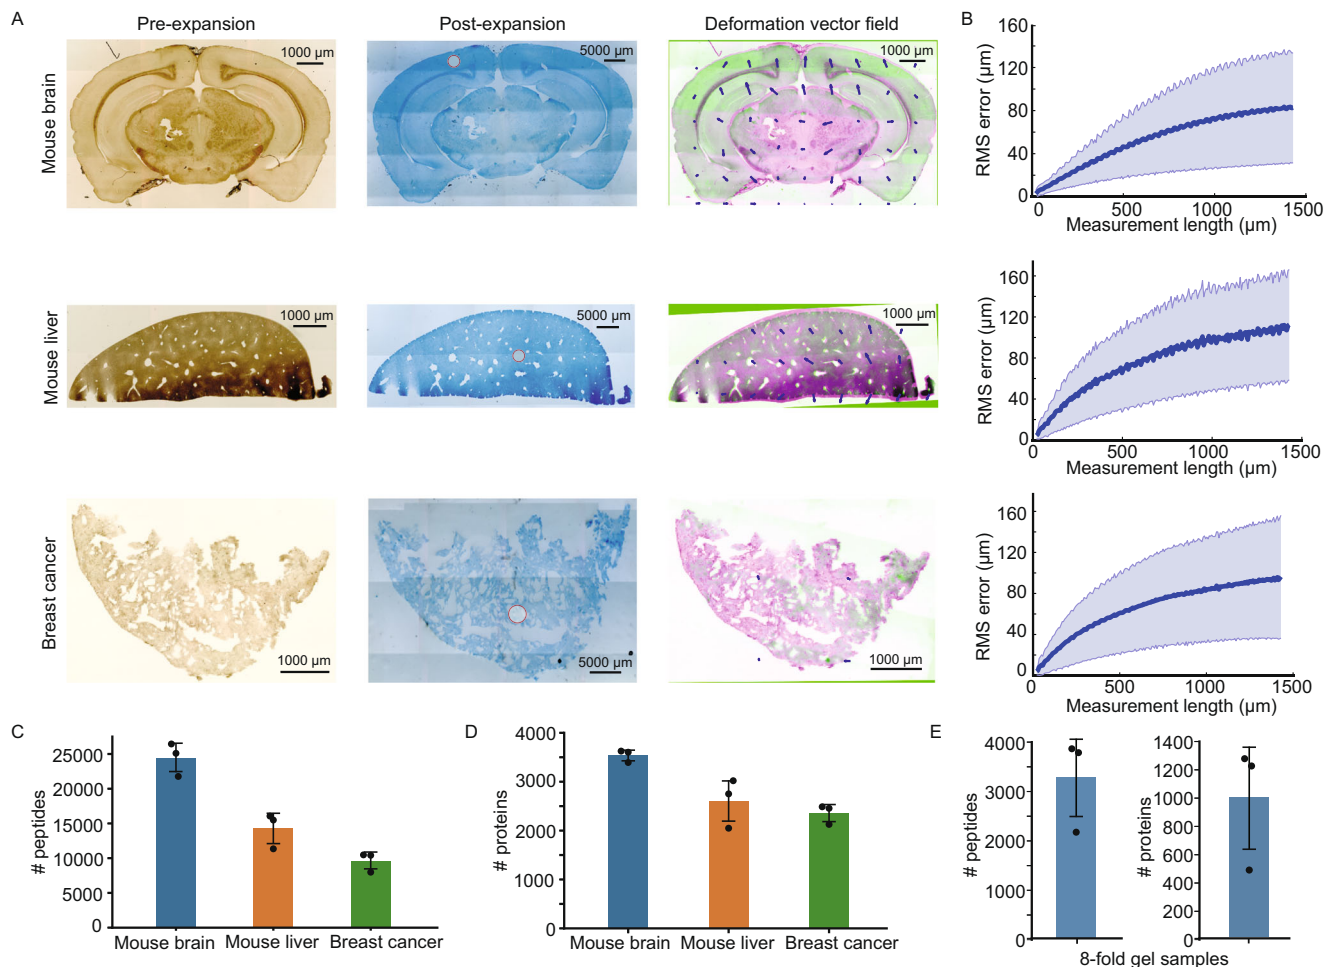 A
Pre-expansion
Post-expansion
Deformation vector field
B
Mouse brain
1000 µm
5000 µm
1000 µm
RMS error (µm)
160
120
80
40
0
0
500
1000
1500
Measurement length (µm)
Mouse liver
1000 µm
5000 µm
1000 µm
RMS error (µm)
160
120
80
40
0
0
500
1000
1500
Measurement length (µm)
Breast cancer
1000 µm
5000 µm
1000 µm
RMS error (µm)
160
120
80
40
0
0
500
1000
1500
Measurement length (µm)
C
# peptides
25000
20000
15000
10000
5000
0
Mouse brain
Mouse liver
Breast cancer
D
# proteins
4000
3000
2000
1000
0
Mouse brain
Mouse liver
Breast cancer
E
# peptides
4000
3000
2000
1000
0
# proteins
1400
1200
1000
800
600
400
200
0
8-fold gel samples